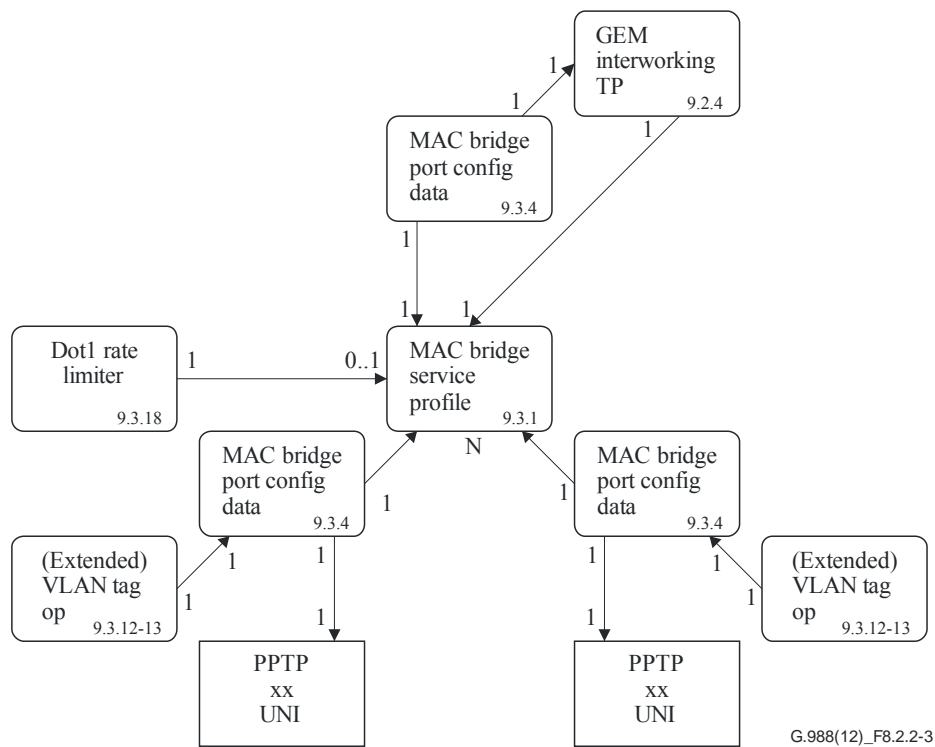 GEM
interworking
TP
9.2.4
1
1
1
MAC bridge
port config
data
9.3.4
1
1
1
Dot1 rate
limiter
9.3.18
1
0..1
MAC bridge
service
profile
9.3.1
N
MAC bridge
port config
data
9.3.4
1
MAC bridge
port config
data
9.3.4
1
(Extended)
VLAN tag
op
9.3.12-13
1
1
1
1
PPTP
xx
UNI
(Extended)
VLAN tag
op
9.3.12-13
1
1
1
1
PPTP
xx
UNI
G.988(12)_F8.2.2-3